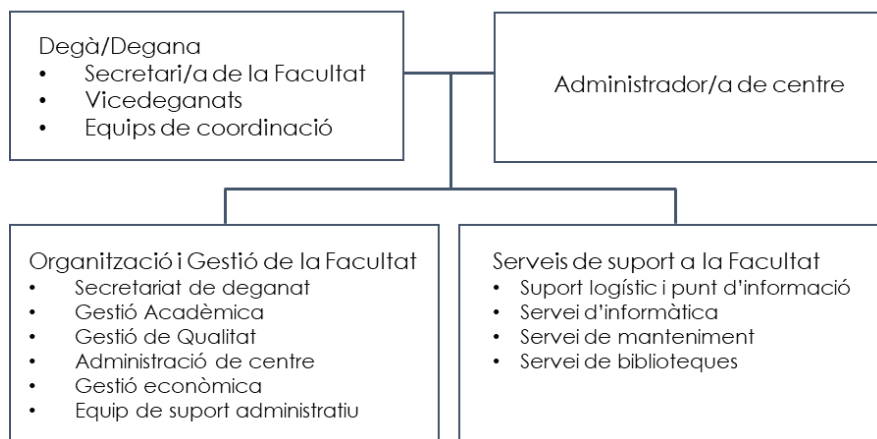 Degà/Degana
• Secretari/a de la Facultat
• Vicedeganats
• Equips de coordinació
Administrador/a de centre
Organització i Gestió de la Facultat
• Secretariat de deganat
• Gestió Acadèmica
• Gestió de Qualitat
• Administració de centre
• Gestió econòmica
• Equip de suport administratiu
Serveis de suport a la Facultat
• Suport logístic i punt d'informació
• Servei d'informàtica
• Servei de manteniment
• Servei de biblioteques